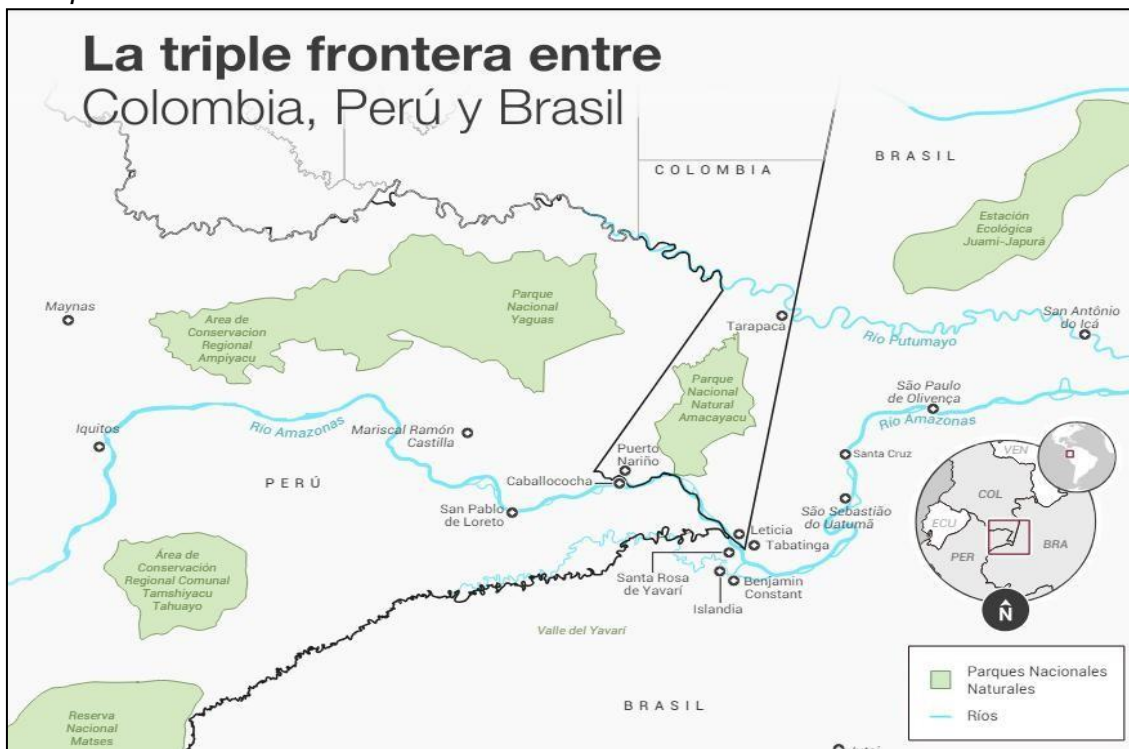 La triple frontera entre
Colombia, Perú y Brasil
COLOMBIA
BRASIL
Estación
Ecológica
Juami-Japurá
Maynas
Parque
Nacional
Yaguas
Área de
Conservacion
Regional
Ampiyacu
Tarapacá
San Antônio
do Icá
Río Putumayo
Parque
Nacional
Natural
Amacayacu
São Paulo
de Olivença
Río Amazonas
Iquitos
Río Amazonas
Mariscal Ramón
Castilla
Puerto
Nariño
Santa Cruz
Caballococha
PERÚ
San Pablo
de Loreto
São Sebastião
do Uatumã
Leticia
Tabatinga
Santa Rosa
de Yavarí
Benjamin
Constant
Islandia
Área de
Conservación
Regional Comunal
Tamshiyacu
Tahuayo
Valle del Yavarí
BRASIL
Reserva
Nacional
Matses
VEN
COL
ECU
PER
BRA
N
Parques Nacionales
Naturales
Ríos